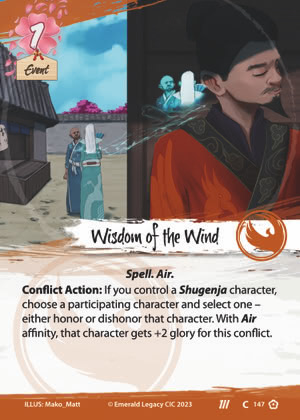 1
Event
Wisdom of the Wind
Spell. Air.
Conflict Action: If you control a Shugenja character,
choose a participating character and select one –
either honor or dishonor that character. With Air
affinity, that character gets +2 glory for this conflict.
ILLUS: Mako_Matt © Emerald Legacy CIC 2023 C 147